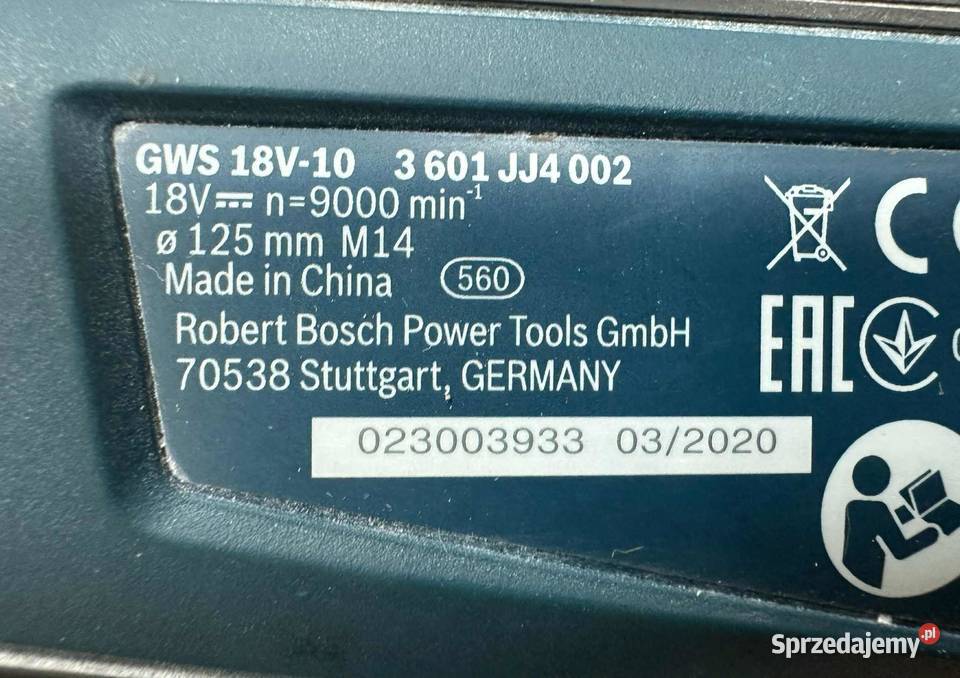 GWS 18V-10 3 601 JJ4 002
18V⎓ n=9000 min⁻¹
ø 125 mm M14
Made in China 560
Robert Bosch Power Tools GmbH
70538 Stuttgart, GERMANY
023003933 03/2020
C
EAC
Sprzedajemy.pl